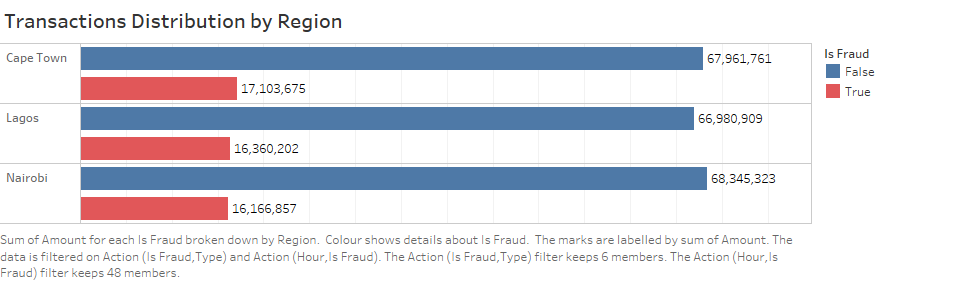 Transactions Distribution by Region
Cape Town
67,961,761
17,103,675
Lagos
66,980,909
16,360,202
Nairobi
68,345,323
16,166,857
Is Fraud
False
True
Sum of Amount for each Is Fraud broken down by Region.  Colour shows details about Is Fraud.  The marks are labelled by sum of Amount. The
data is filtered on Action (Is Fraud,Type) and Action (Hour,Is Fraud). The Action (Is Fraud,Type) filter keeps 6 members. The Action (Hour,Is
Fraud) filter keeps 48 members.